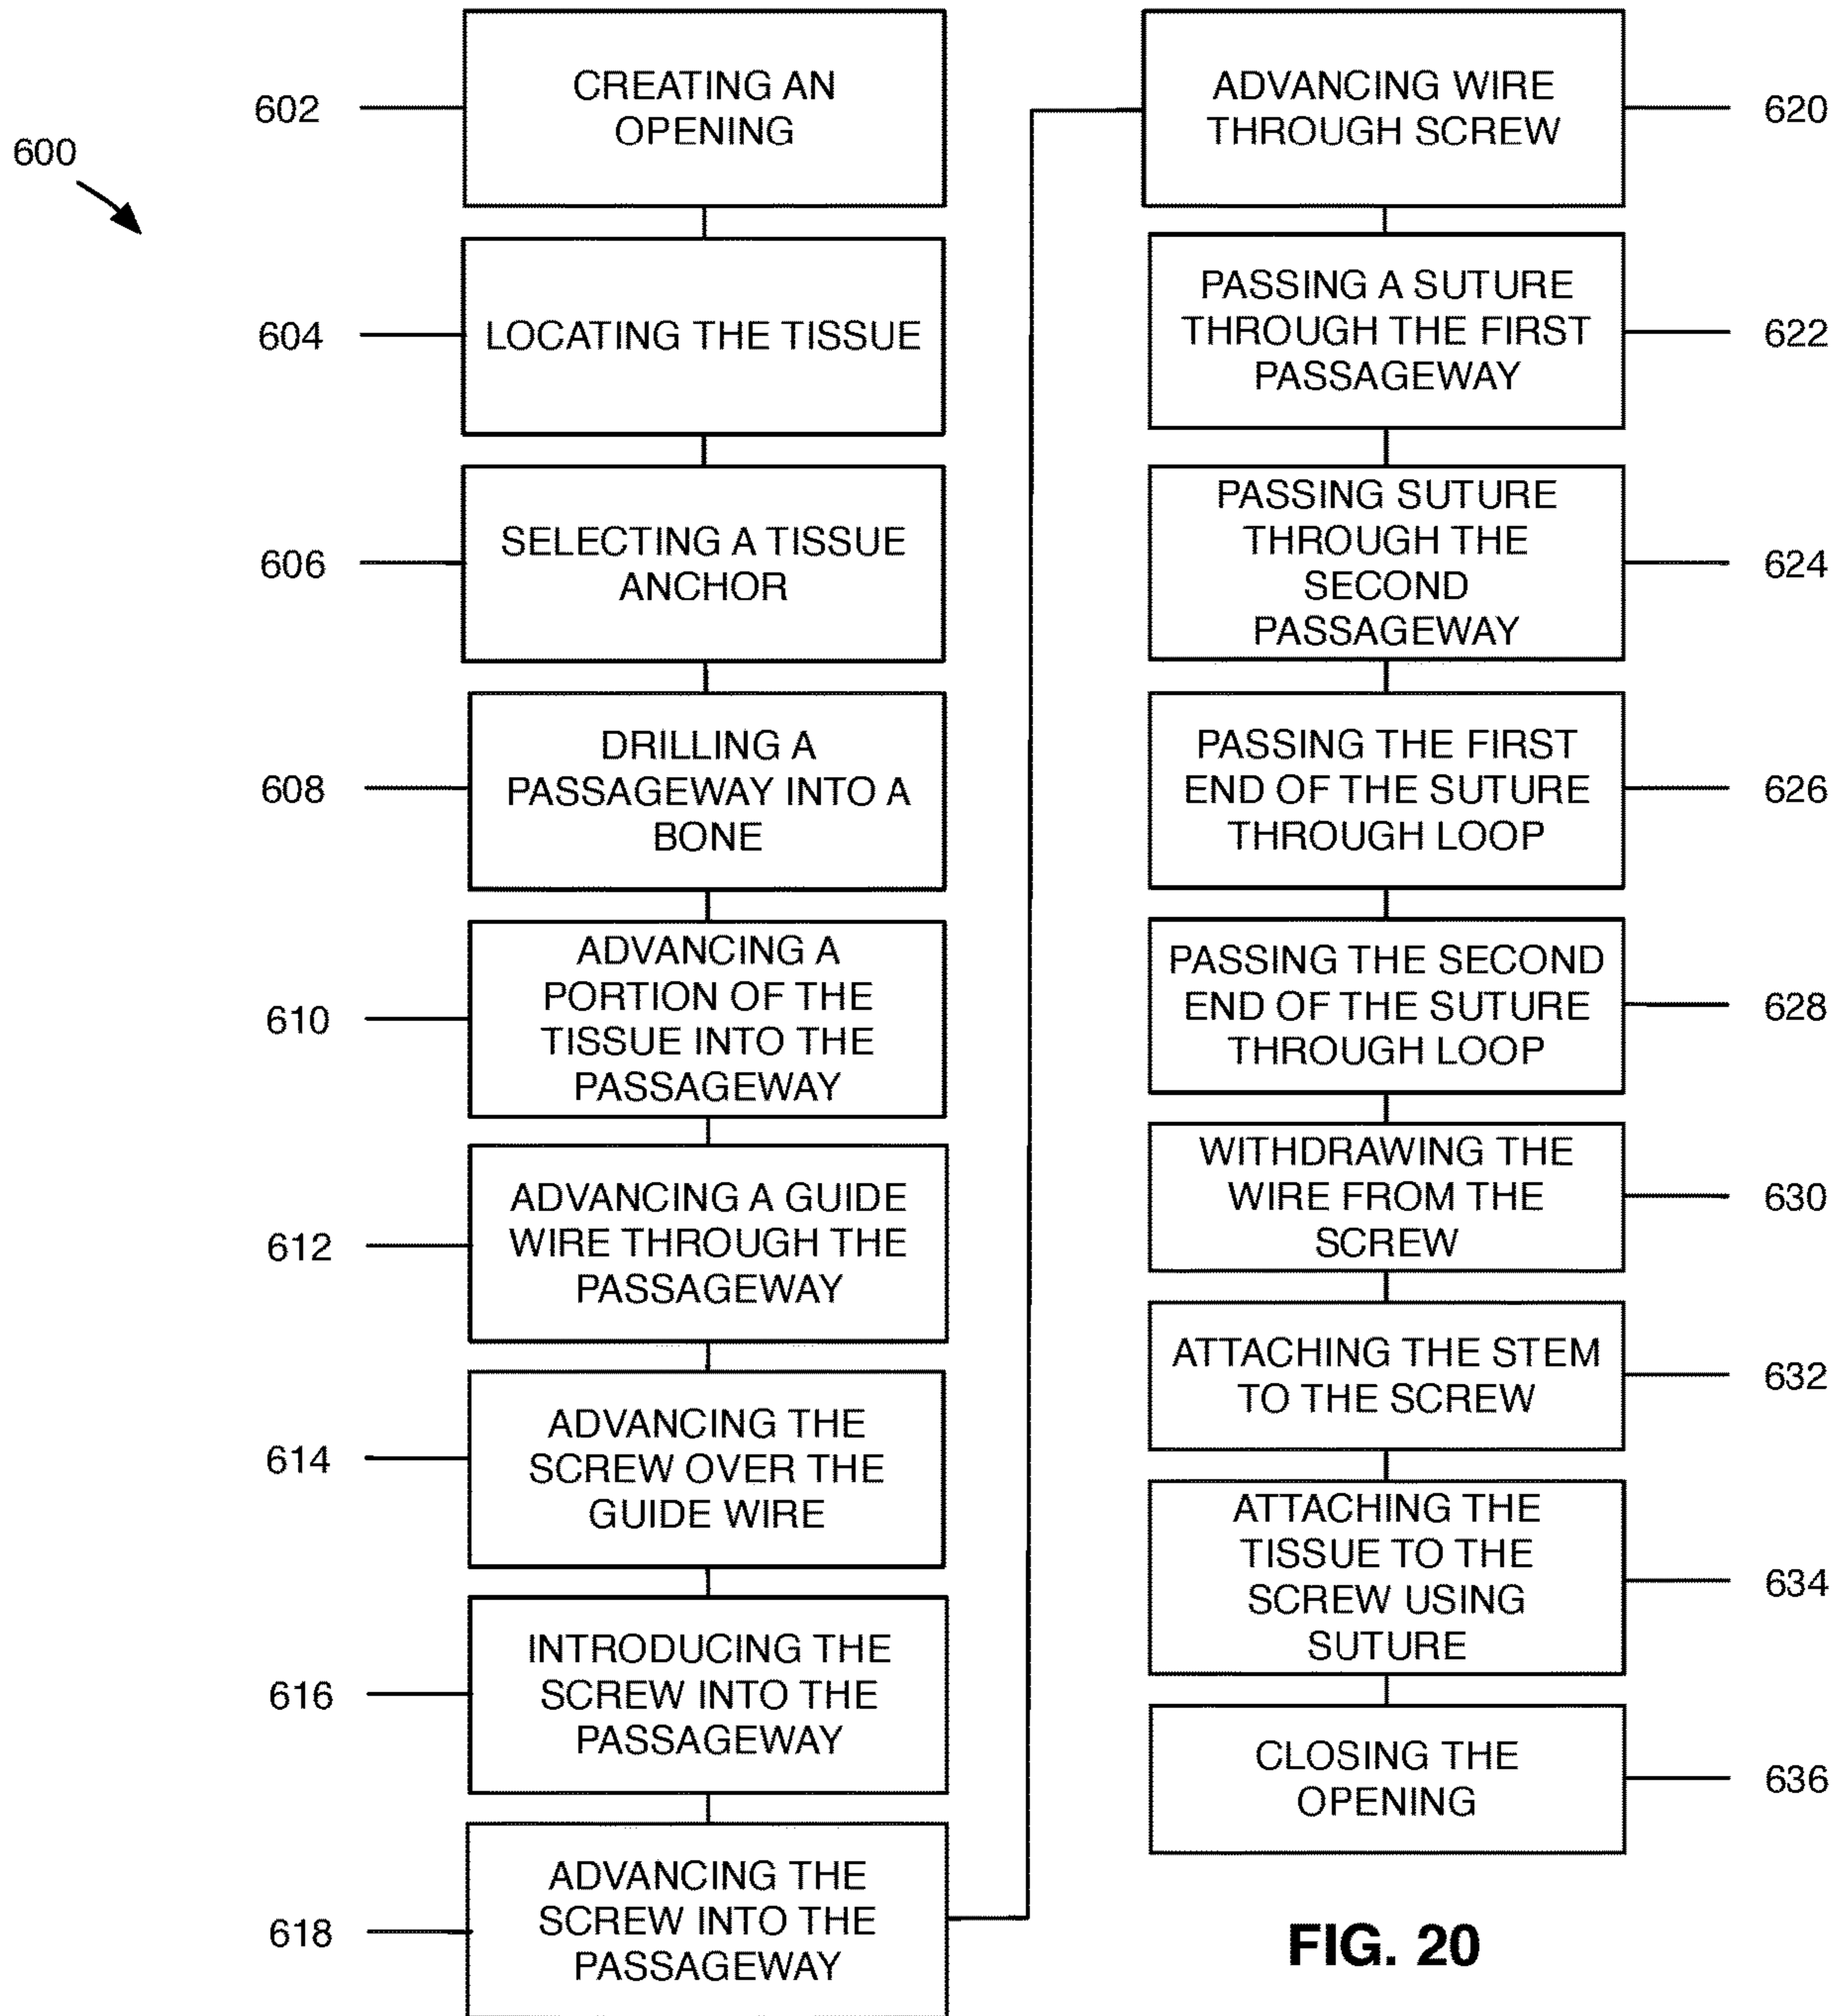 600
602
CREATING AN
OPENING
604
LOCATING THE TISSUE
606
SELECTING A TISSUE
ANCHOR
608
DRILLING A
PASSAGEWAY INTO A
BONE
610
ADVANCING A
PORTION OF THE
TISSUE INTO THE
PASSAGEWAY
612
ADVANCING A GUIDE
WIRE THROUGH THE
PASSAGEWAY
614
ADVANCING THE
SCREW OVER THE
GUIDE WIRE
616
INTRODUCING THE
SCREW INTO THE
PASSAGEWAY
618
ADVANCING THE
SCREW INTO THE
PASSAGEWAY
ADVANCING WIRE
THROUGH SCREW
620
PASSING A SUTURE
THROUGH THE FIRST
PASSAGEWAY
622
PASSING SUTURE
THROUGH THE
SECOND
PASSAGEWAY
624
PASSING THE FIRST
END OF THE SUTURE
THROUGH LOOP
626
PASSING THE SECOND
END OF THE SUTURE
THROUGH LOOP
628
WITHDRAWING THE
WIRE FROM THE
SCREW
630
ATTACHING THE STEM
TO THE SCREW
632
ATTACHING THE
TISSUE TO THE
SCREW USING
SUTURE
634
CLOSING THE
OPENING
636
FIG. 20